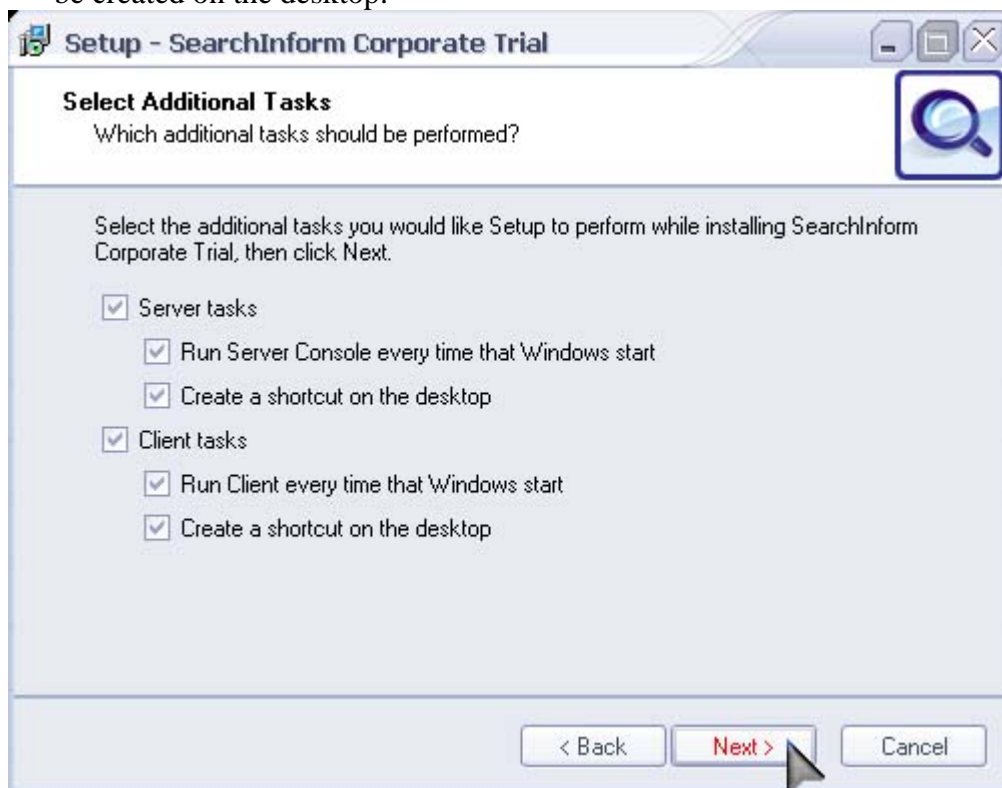 be created on the desktop.
Setup - SearchInform Corporate Trial
Select Additional Tasks
Which additional tasks should be performed?
Select the additional tasks you would like Setup to perform while installing SearchInform
Corporate Trial, then click Next.
Server tasks
Run Server Console every time that Windows start
Create a shortcut on the desktop
Client tasks
Run Client every time that Windows start
Create a shortcut on the desktop
< Back Next > Cancel